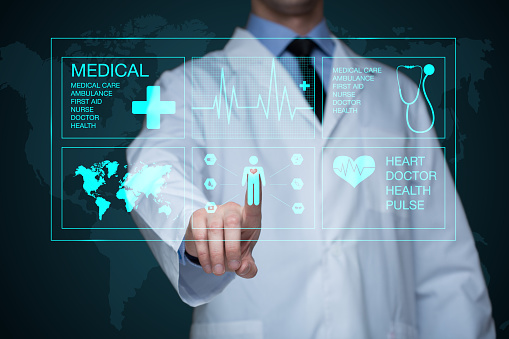 MEDICAL
MEDICAL CARE
AMBULANCE
FIRST AID
NURSE
DOCTOR
HEALTH
MEDICAL CARE
AMBULANCE
FIRST AID
NURSE
DOCTOR
HEALTH
HEART
DOCTOR
HEALTH
PULSE